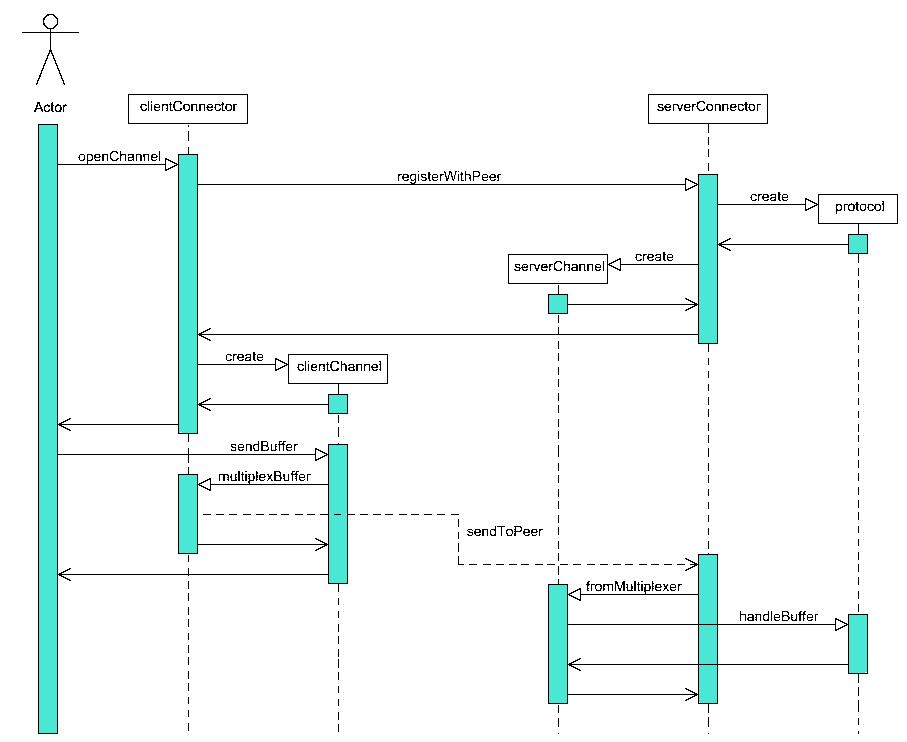 Actor
clientConnector
serverConnector
openChannel
registerWithPeer
create
protocol
serverChannel
create
create
clientChannel
sendBuffer
multiplexBuffer
sendToPeer
fromMultiplexer
handleBuffer